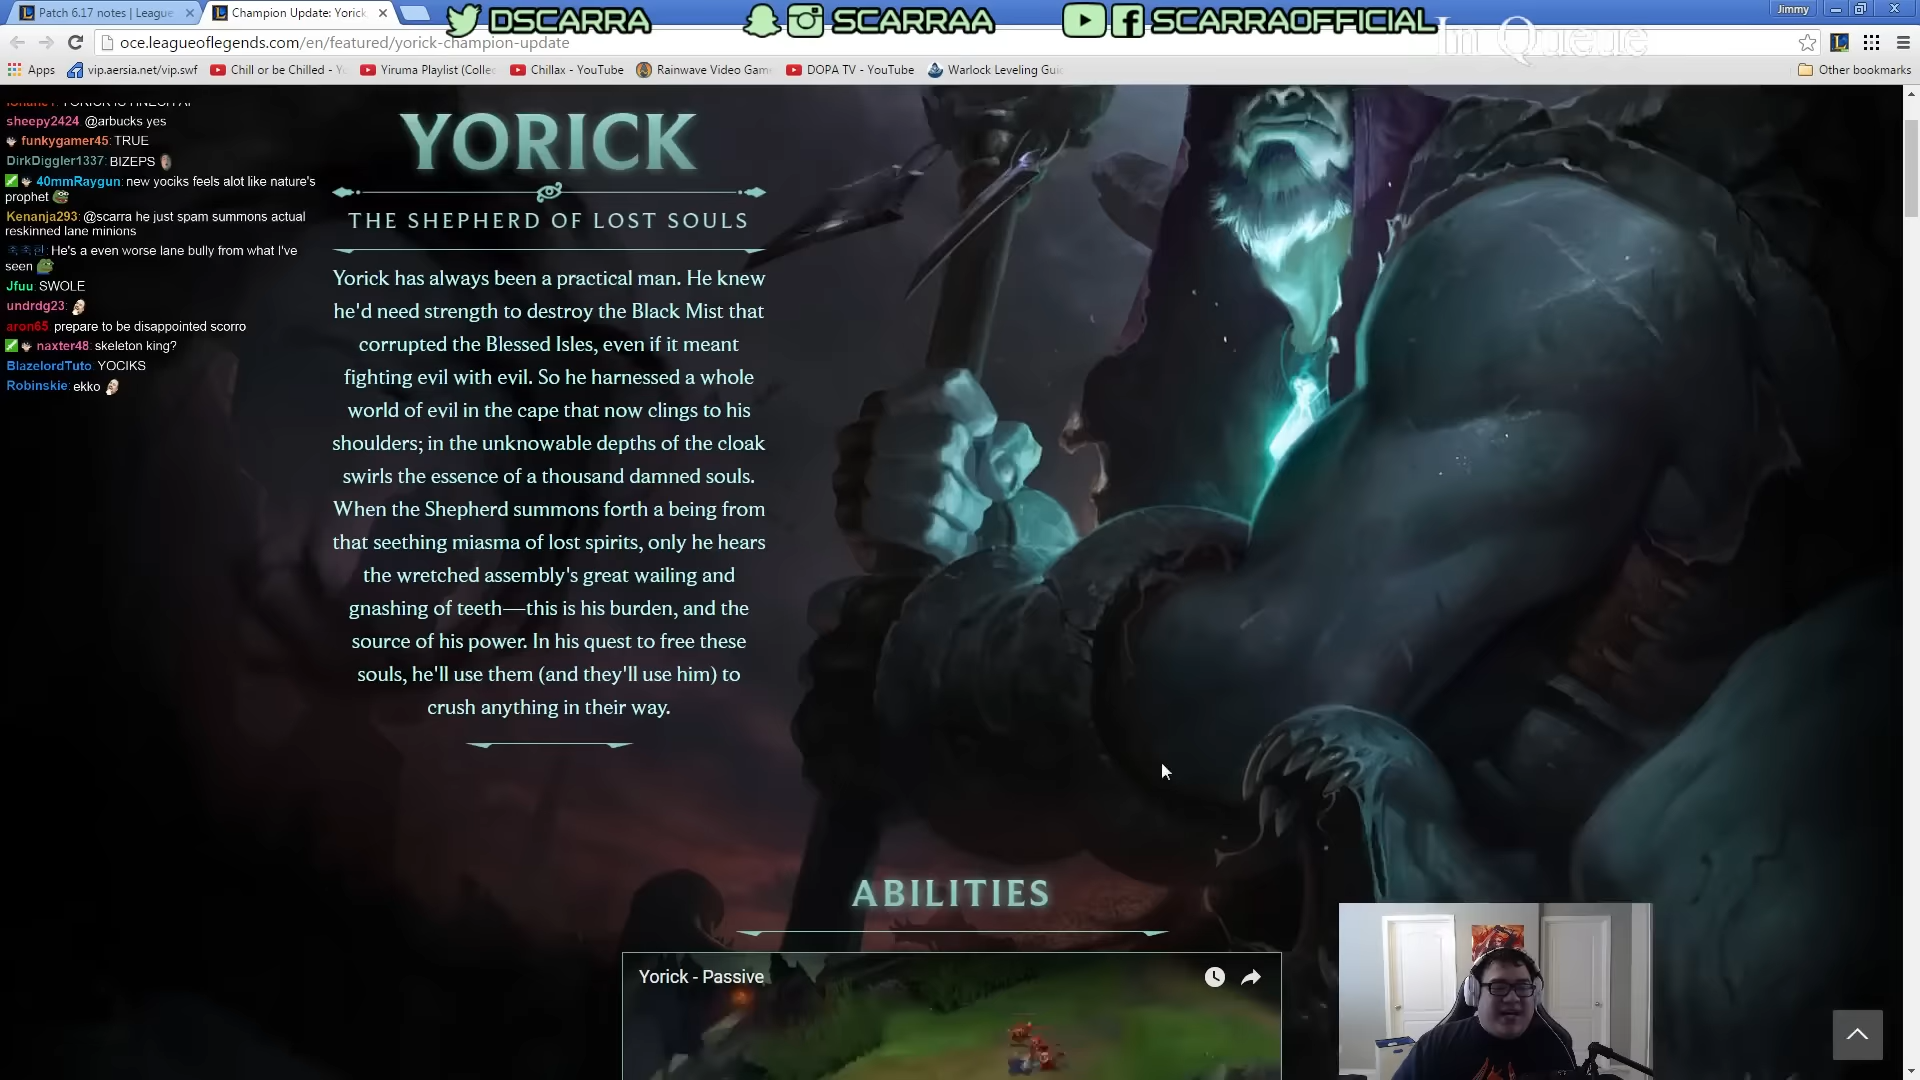 Patch 6.17 notes | League
Champion Update: Yorick,
DSCARRA
SCARRAA
SCARRAOFFICIAL
In Queue
Jimmy
oce.leagueoflegends.com/en/featured/yorick-champion-update
Apps
vip.aersia.net/vip.swf
Chill or be Chilled - Yo
Yiruma Playlist (Collec
Chillax - YouTube
Rainwave Video Game
DOPA TV - YouTube
Warlock Leveling Guid
Other bookmarks
sheepy2424 @arbucks yes
funkygamer45: TRUE
DirkDiggler1337: BIZEPS
40mmRaygun: new yociks feels alot like nature's
prophet
Kenanja293: @scarra he just spam summons actual
reskinned lane minions
He's a even worse lane bully from what I've
seen
Jfuu: SWOLE
undrdg23:
aron65: prepare to be disappointed scorro
naxter48: skeleton king?
BlazelordTuto: YOCIKS
Robinskie: ekko
YORICK
THE SHEPHERD OF LOST SOULS
Yorick has always been a practical man. He knew
he'd need strength to destroy the Black Mist that
corrupted the Blessed Isles, even if it meant
fighting evil with evil. So he harnessed a whole
world of evil in the cape that now clings to his
shoulders; in the unknowable depths of the cloak
swirls the essence of a thousand damned souls.
When the Shepherd summons forth a being from
that seething miasma of lost spirits, only he hears
the wretched assembly's great wailing and
gnashing of teeth—this is his burden, and the
source of his power. In his quest to free these
souls, he'll use them (and they'll use him) to
crush anything in their way.
ABILITIES
Yorick - Passive